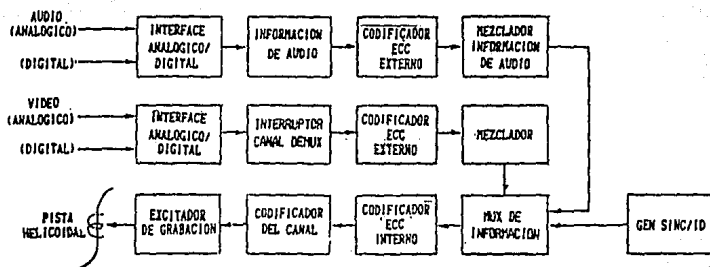 AUDIO
(ANALOGICO)
(DIGITAL)
INTERFACE
ANALOGICO/
DIGITAL
INFORMACION
DE AUDIO
CODIFICADOR
ECC
EXTERNO
MEZCLADOR
INFORMACION
DE AUDIO
VIDEO
(ANALOGICO)
(DIGITAL)
INTERFACE
ANALOGICO/
DIGITAL
INTERRUPTOR
CANAL DEMUX
CODIFICADOR
ECC
EXTERNO
MEZCLADOR
PISTA
HELICOIDAL
EXCITADOR
DE GRABACION
CODIFICADOR
DEL CANAL
CODIFICADOR
ECC
INTERNO
MUX DE
INFORMACION
GEN SINC/ID